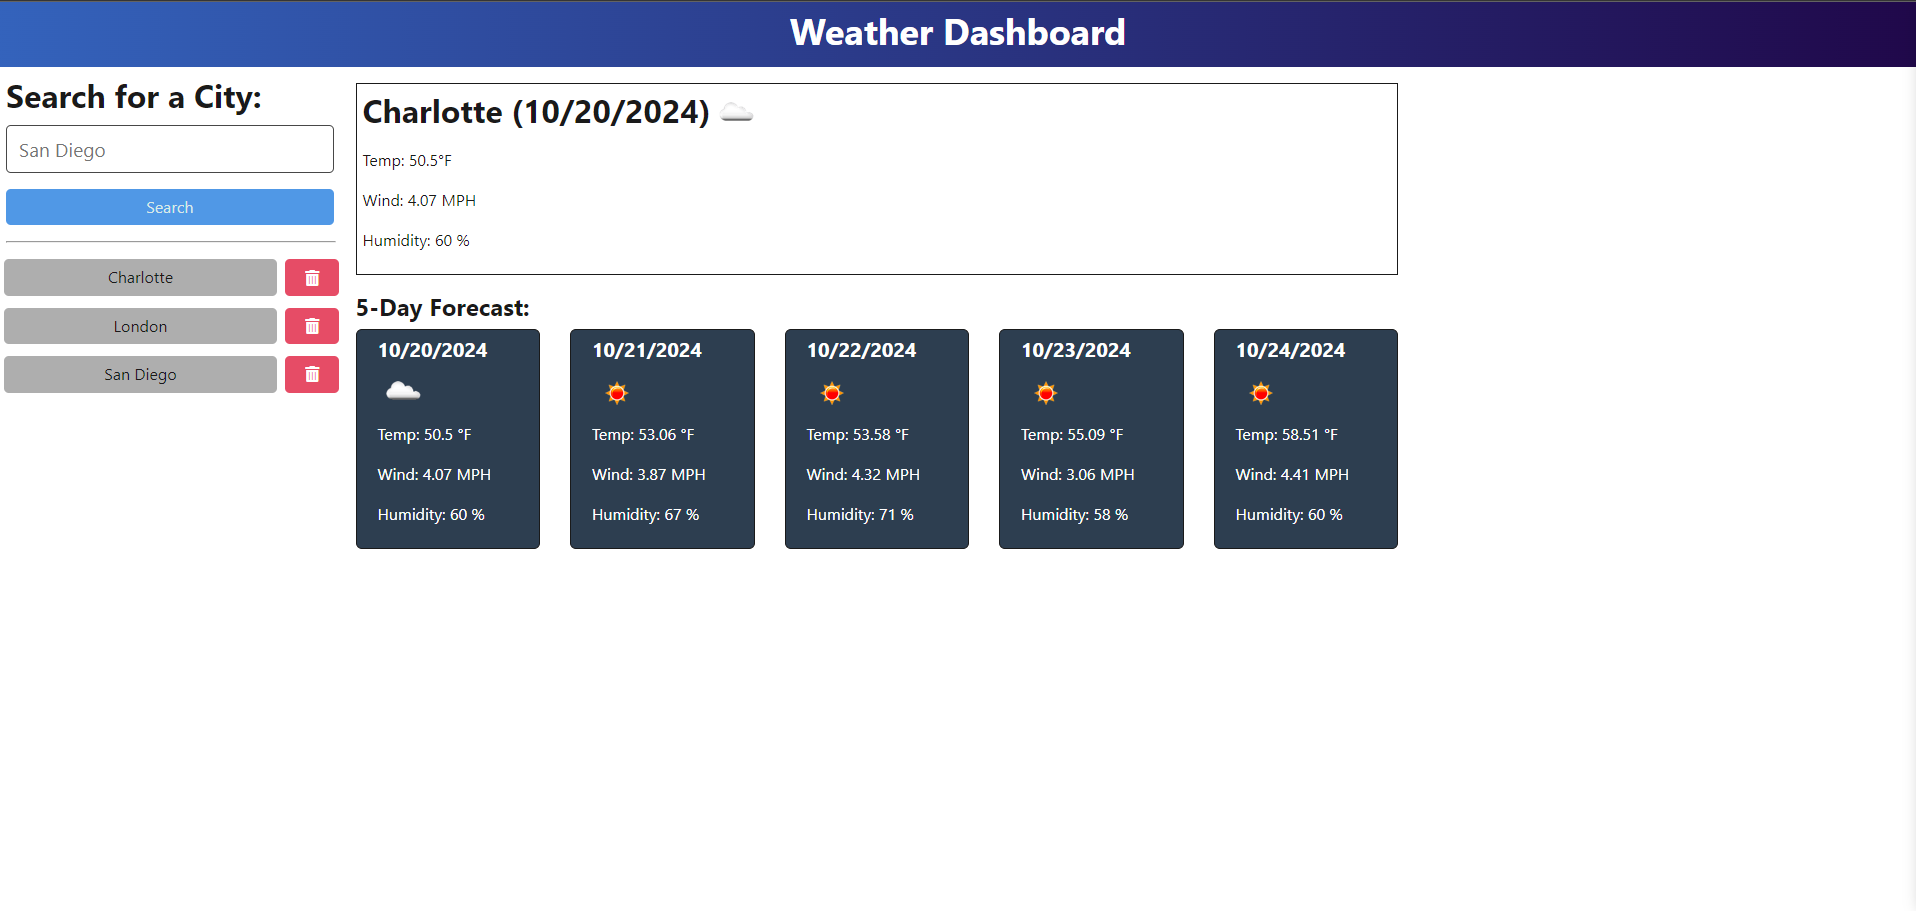 Weather Dashboard
Search for a City:
San Diego
Search
Charlotte
London
San Diego
Charlotte (10/20/2024)
Temp: 50.5°F
Wind: 4.07 MPH
Humidity: 60 %
5-Day Forecast:
10/20/2024
Temp: 50.5 °F
Wind: 4.07 MPH
Humidity: 60 %
10/21/2024
Temp: 53.06 °F
Wind: 3.87 MPH
Humidity: 67 %
10/22/2024
Temp: 53.58 °F
Wind: 4.32 MPH
Humidity: 71 %
10/23/2024
Temp: 55.09 °F
Wind: 3.06 MPH
Humidity: 58 %
10/24/2024
Temp: 58.51 °F
Wind: 4.41 MPH
Humidity: 60 %